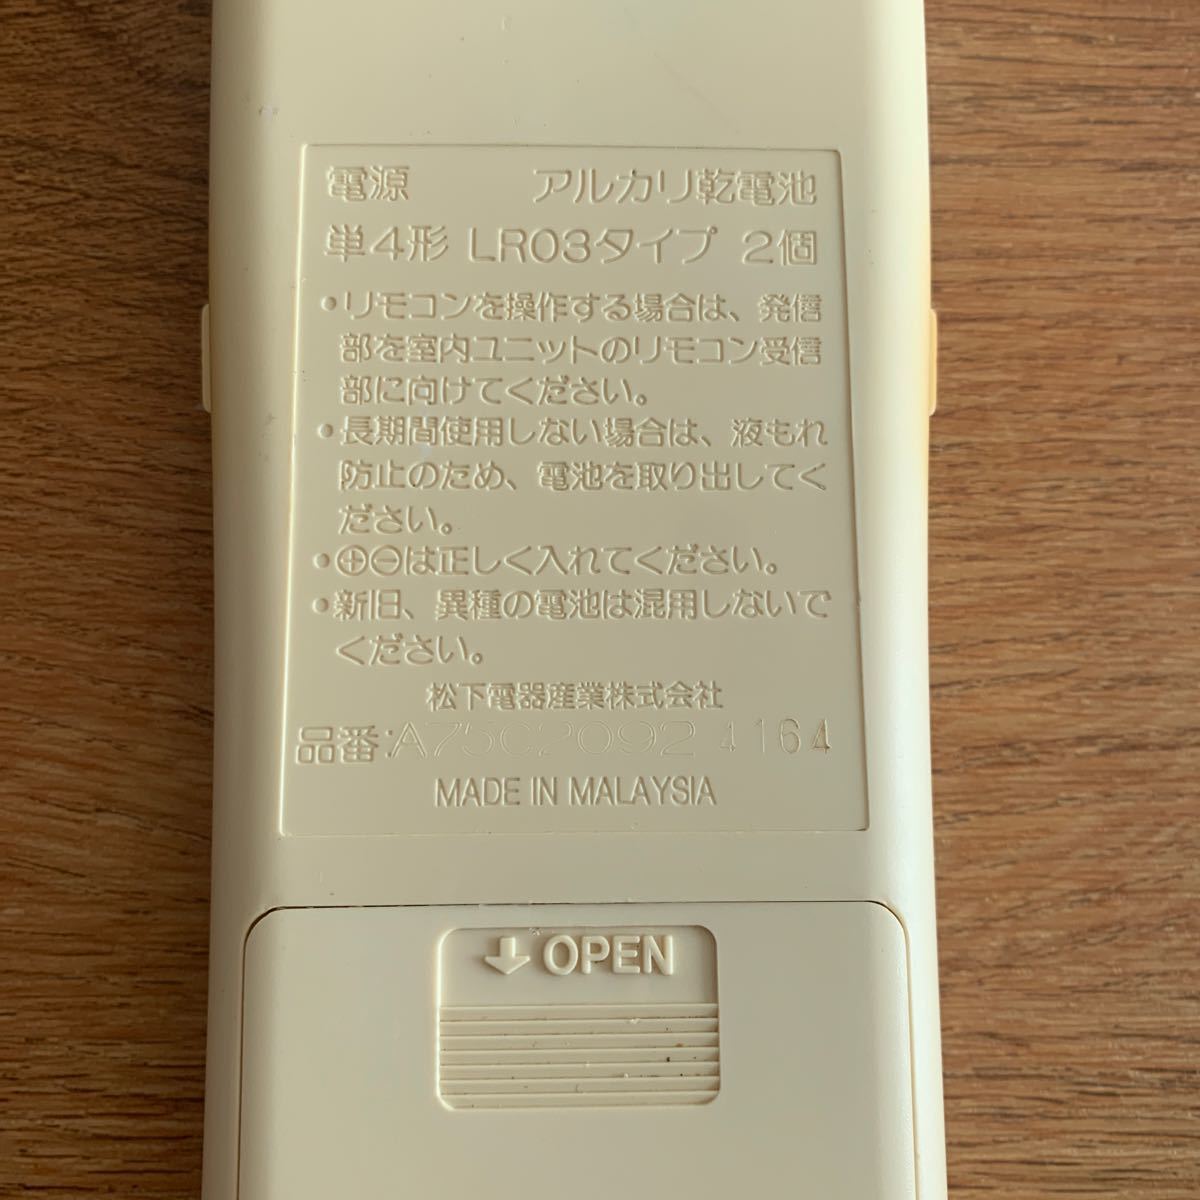 電源 アルカリ乾電池
単4形 LR03タイプ 2個
・リモコンを操作する場合は、発信
部を室内ユニットのリモコン受信
部に向けてください。
・長期間使用しない場合は、液もれ
防止のため、電池を取り出してく
ださい。
・⊕⊖は正しく入れてください。
・新旧、異種の電池は混用しないで
ください。
松下電器産業株式会社
品番:A75C2092 4164
MADE IN MALAYSIA
↓OPEN